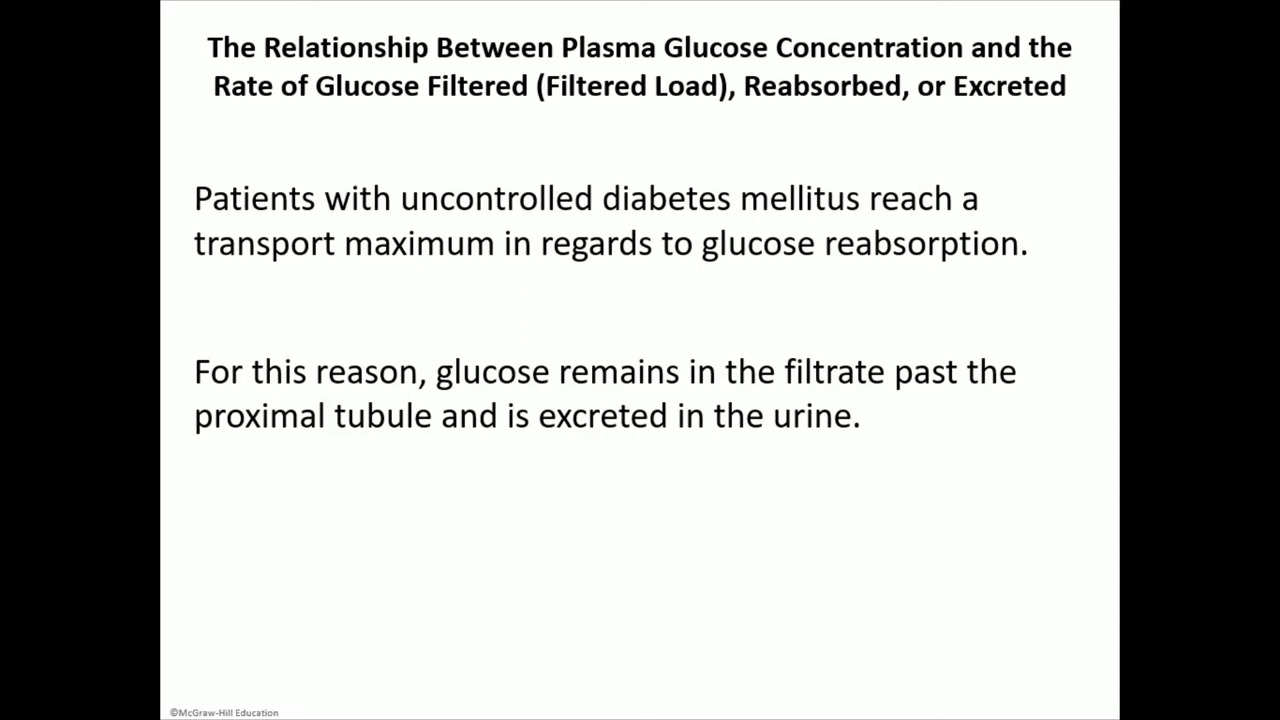 The Relationship Between Plasma Glucose Concentration and the
Rate of Glucose Filtered (Filtered Load), Reabsorbed, or Excreted
Patients with uncontrolled diabetes mellitus reach a
transport maximum in regards to glucose reabsorption.
For this reason, glucose remains in the filtrate past the
proximal tubule and is excreted in the urine.
©McGraw-Hill Education